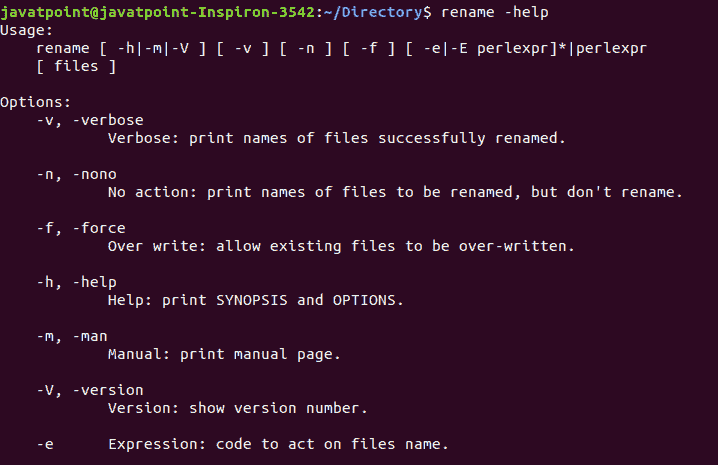 javatpoint@javatpoint-Inspiron-3542:~/Directory$ rename -help
Usage:
    rename [ -h|-m|-V ] [ -v ] [ -n ] [ -f ] [ -e|-E perlexpr]*|perlexpr
    [ files ]

Options:
    -v, -verbose
            Verbose: print names of files successfully renamed.

    -n, -nono
            No action: print names of files to be renamed, but don't rename.

    -f, -force
            Over write: allow existing files to be over-written.

    -h, -help
            Help: print SYNOPSIS and OPTIONS.

    -m, -man
            Manual: print manual page.

    -V, -version
            Version: show version number.

    -e      Expression: code to act on files name.